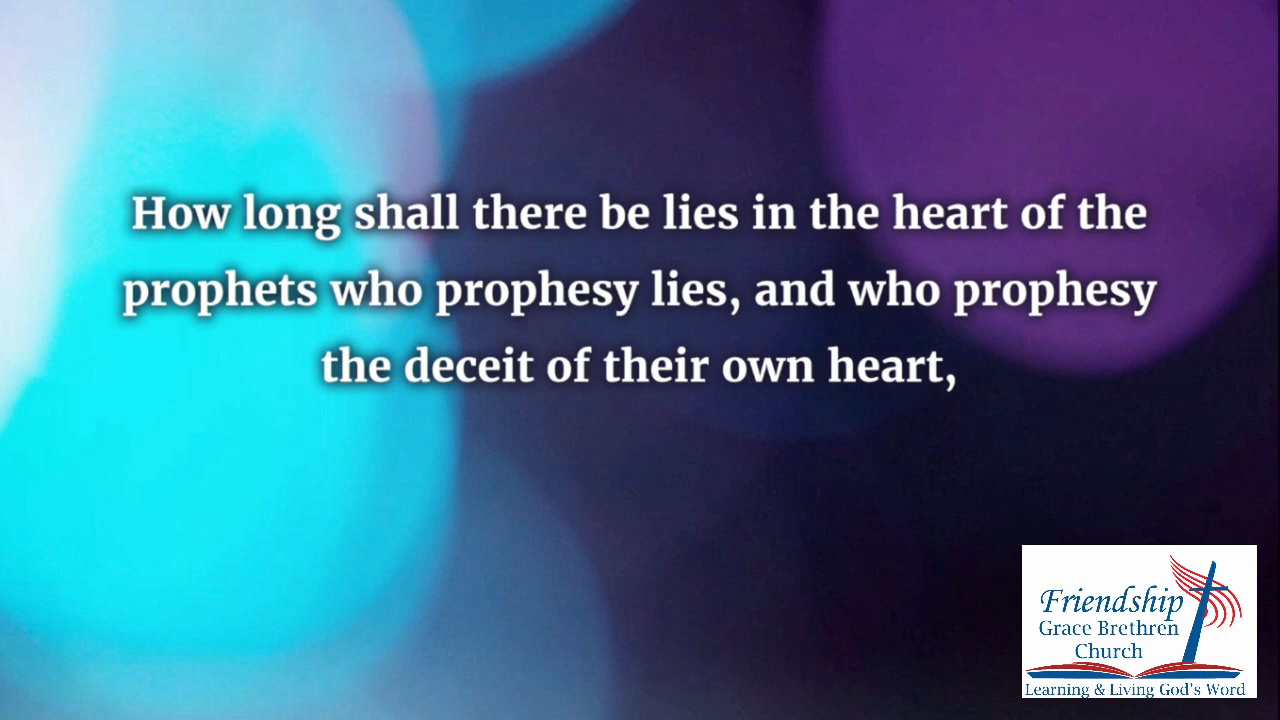 How long shall there be lies in the heart of the
prophets who prophesy lies, and who prophesy
the deceit of their own heart,
Friendship
Grace Brethren
Church
Learning & Living God's Word